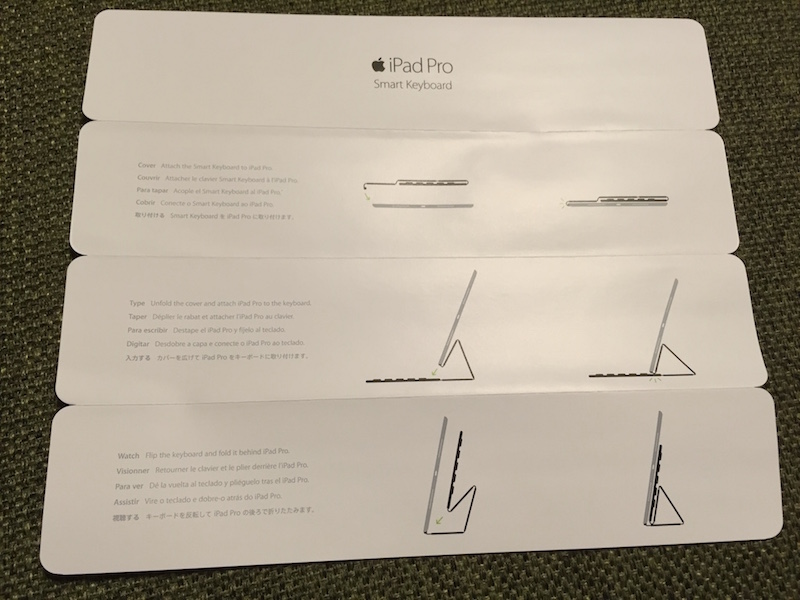 iPad Pro
Smart Keyboard
Cover Attach the Smart Keyboard to iPad Pro.
Couvrir Attacher le clavier Smart Keyboard à l'iPad Pro.
Para tapar Acople el Smart Keyboard al iPad Pro.
Cobrir Conecte o Smart Keyboard ao iPad Pro.
取り付ける Smart Keyboard を iPad Pro に取り付けます。
Type Unfold the cover and attach iPad Pro to the keyboard.
Taper Déplier le rabat et attacher l'iPad Pro au clavier.
Para escribir Destape el iPad Pro y fíjelo al teclado.
Digitar Desdobre a capa e conecte o iPad Pro ao teclado.
入力する カバーを広げて iPad Pro をキーボードに取り付けます。
Watch Flip the keyboard and fold it behind iPad Pro.
Visionner Retourner le clavier et le plier derrière l'iPad Pro.
Para ver Dé la vuelta al teclado y pliéguelo tras el iPad Pro.
Assistir Vire o teclado e dobre-o atrás do iPad Pro.
視聴する キーボードを反転して iPad Pro の後ろで折りたたみます。